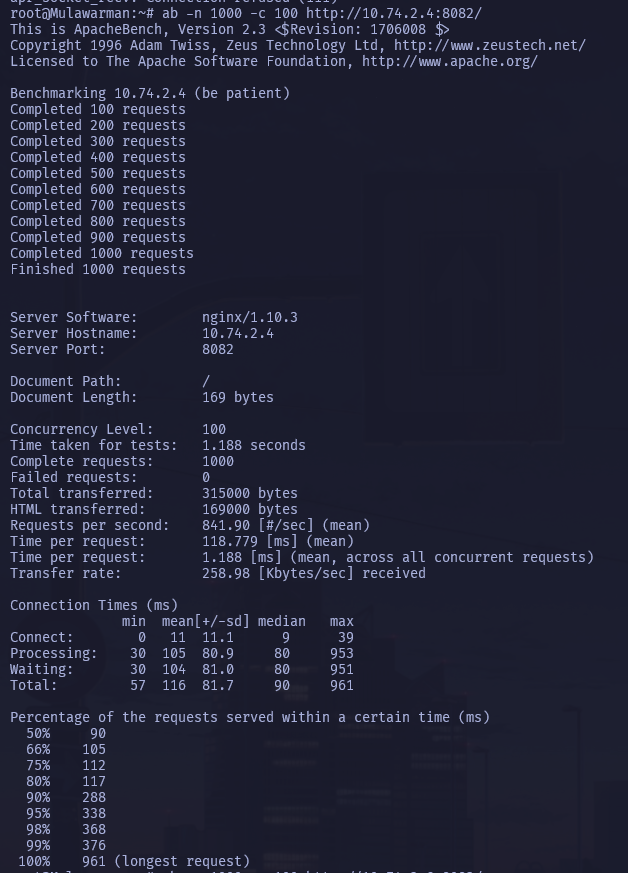 root@Mulawarman:~# ab -n 1000 -c 100 http://10.74.2.4:8082/
This is ApacheBench, Version 2.3 <$Revision: 1706008 $>
Copyright 1996 Adam Twiss, Zeus Technology Ltd, http://www.zeustech.net/
Licensed to The Apache Software Foundation, http://www.apache.org/

Benchmarking 10.74.2.4 (be patient)
Completed 100 requests
Completed 200 requests
Completed 300 requests
Completed 400 requests
Completed 500 requests
Completed 600 requests
Completed 700 requests
Completed 800 requests
Completed 900 requests
Completed 1000 requests
Finished 1000 requests

Server Software:        nginx/1.10.3
Server Hostname:        10.74.2.4
Server Port:            8082

Document Path:          /
Document Length:        169 bytes

Concurrency Level:      100
Time taken for tests:   1.188 seconds
Complete requests:      1000
Failed requests:        0
Total transferred:      315000 bytes
HTML transferred:       169000 bytes
Requests per second:    841.90 [#/sec] (mean)
Time per request:       118.779 [ms] (mean)
Time per request:       1.188 [ms] (mean, across all concurrent requests)
Transfer rate:          258.98 [Kbytes/sec] received

Connection Times (ms)
              min  mean[+/-sd] median   max
Connect:        0   11  11.1      9      39
Processing:    30  105  80.9     80     953
Waiting:       30  104  81.0     80     951
Total:         57  116  81.7     90     961

Percentage of the requests served within a certain time (ms)
  50%     90
  66%    105
  75%    112
  80%    117
  90%    288
  95%    338
  98%    368
  99%    376
 100%    961 (longest request)